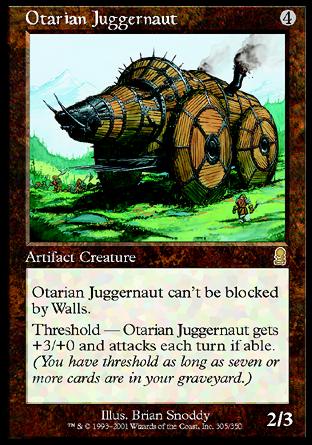 Otarian Juggernaut 4
Artifact Creature
Otarian Juggernaut can't be blocked
by Walls.
Threshold — Otarian Juggernaut gets
+3/+0 and attacks each turn if able.
(You have threshold as long as seven or
more cards are in your graveyard.)
Illus. Brian Snoddy
™ & © 1993–2001 Wizards of the Coast, Inc. 305/350
2/3